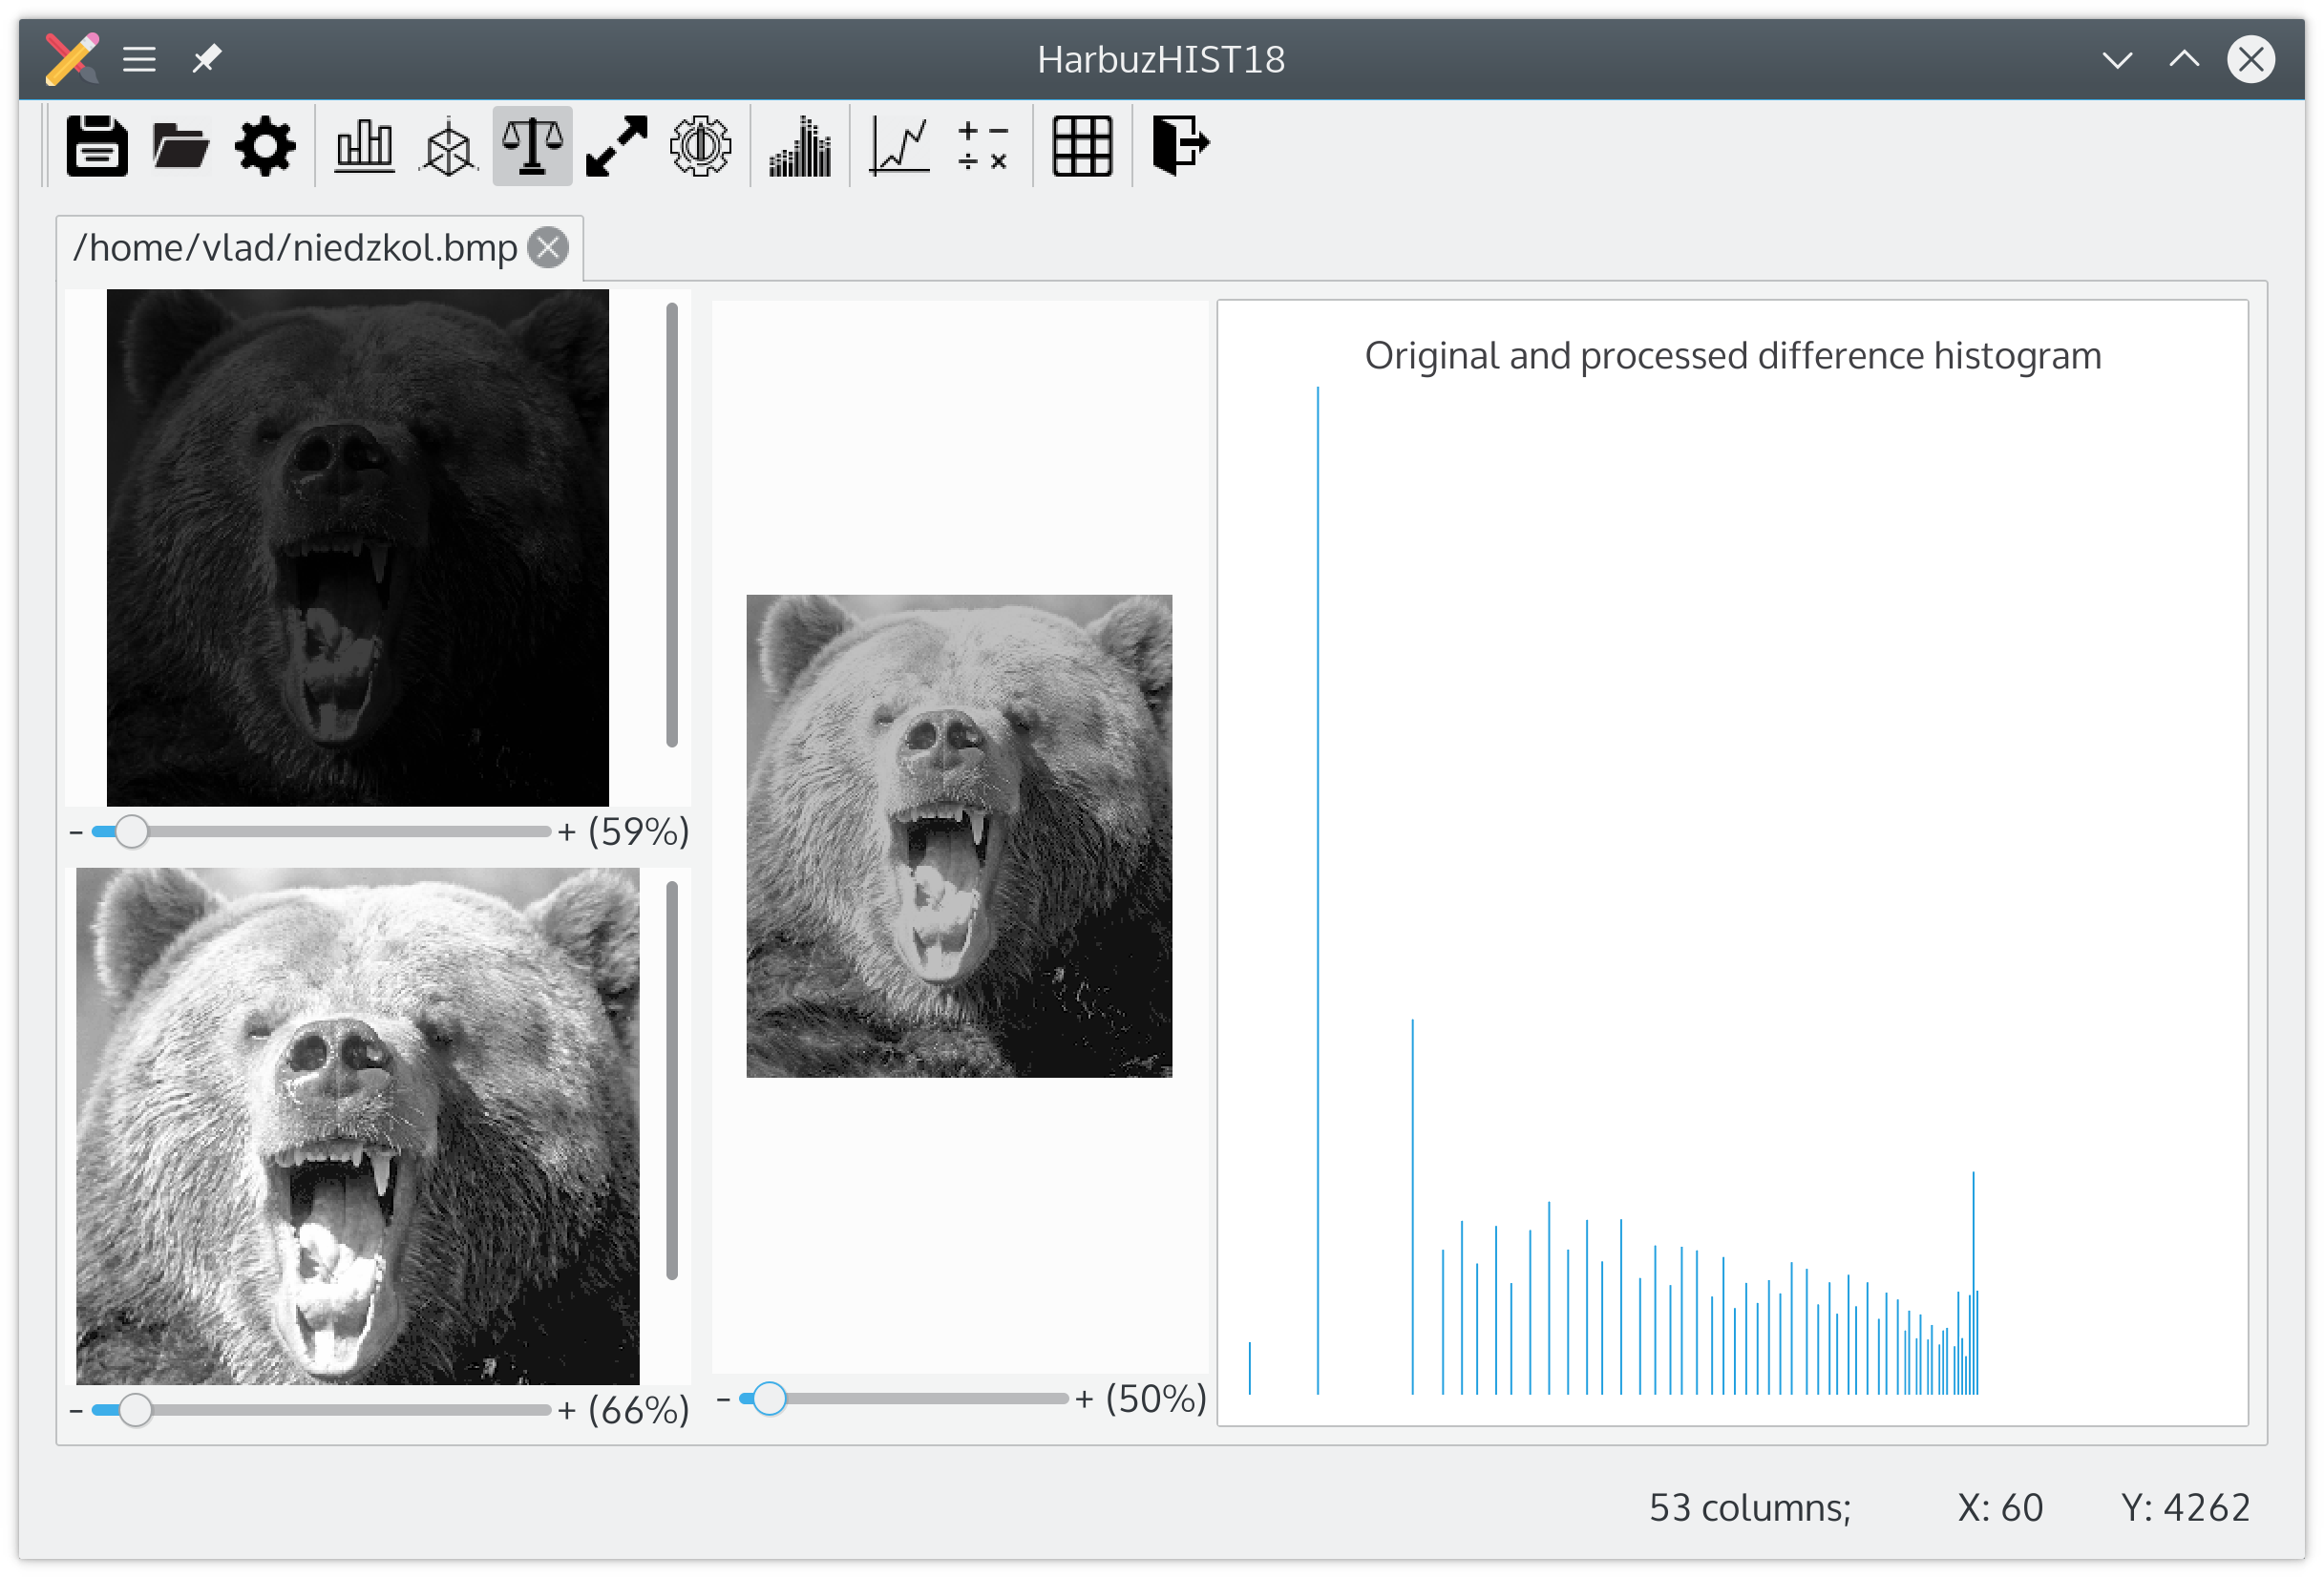 HarbuzHIST18
/home/vlad/niedzkol.bmp
Original and processed difference histogram
- + (59%)
- + (66%)
- + (50%)
53 columns; X: 60 Y: 4262